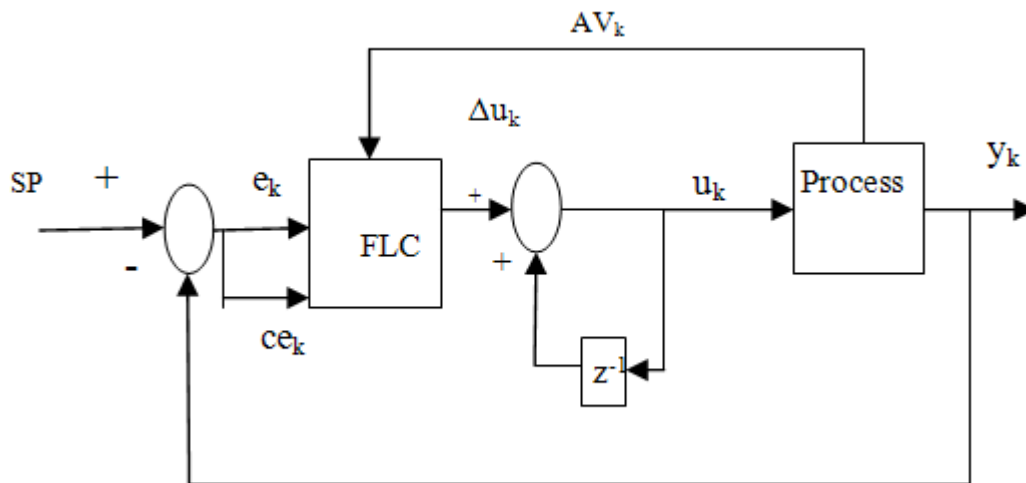 AVₖ
Δuₖ
SP
+
-
eₖ
ceₖ
FLC
+
+
uₖ
z⁻¹
Process
yₖ